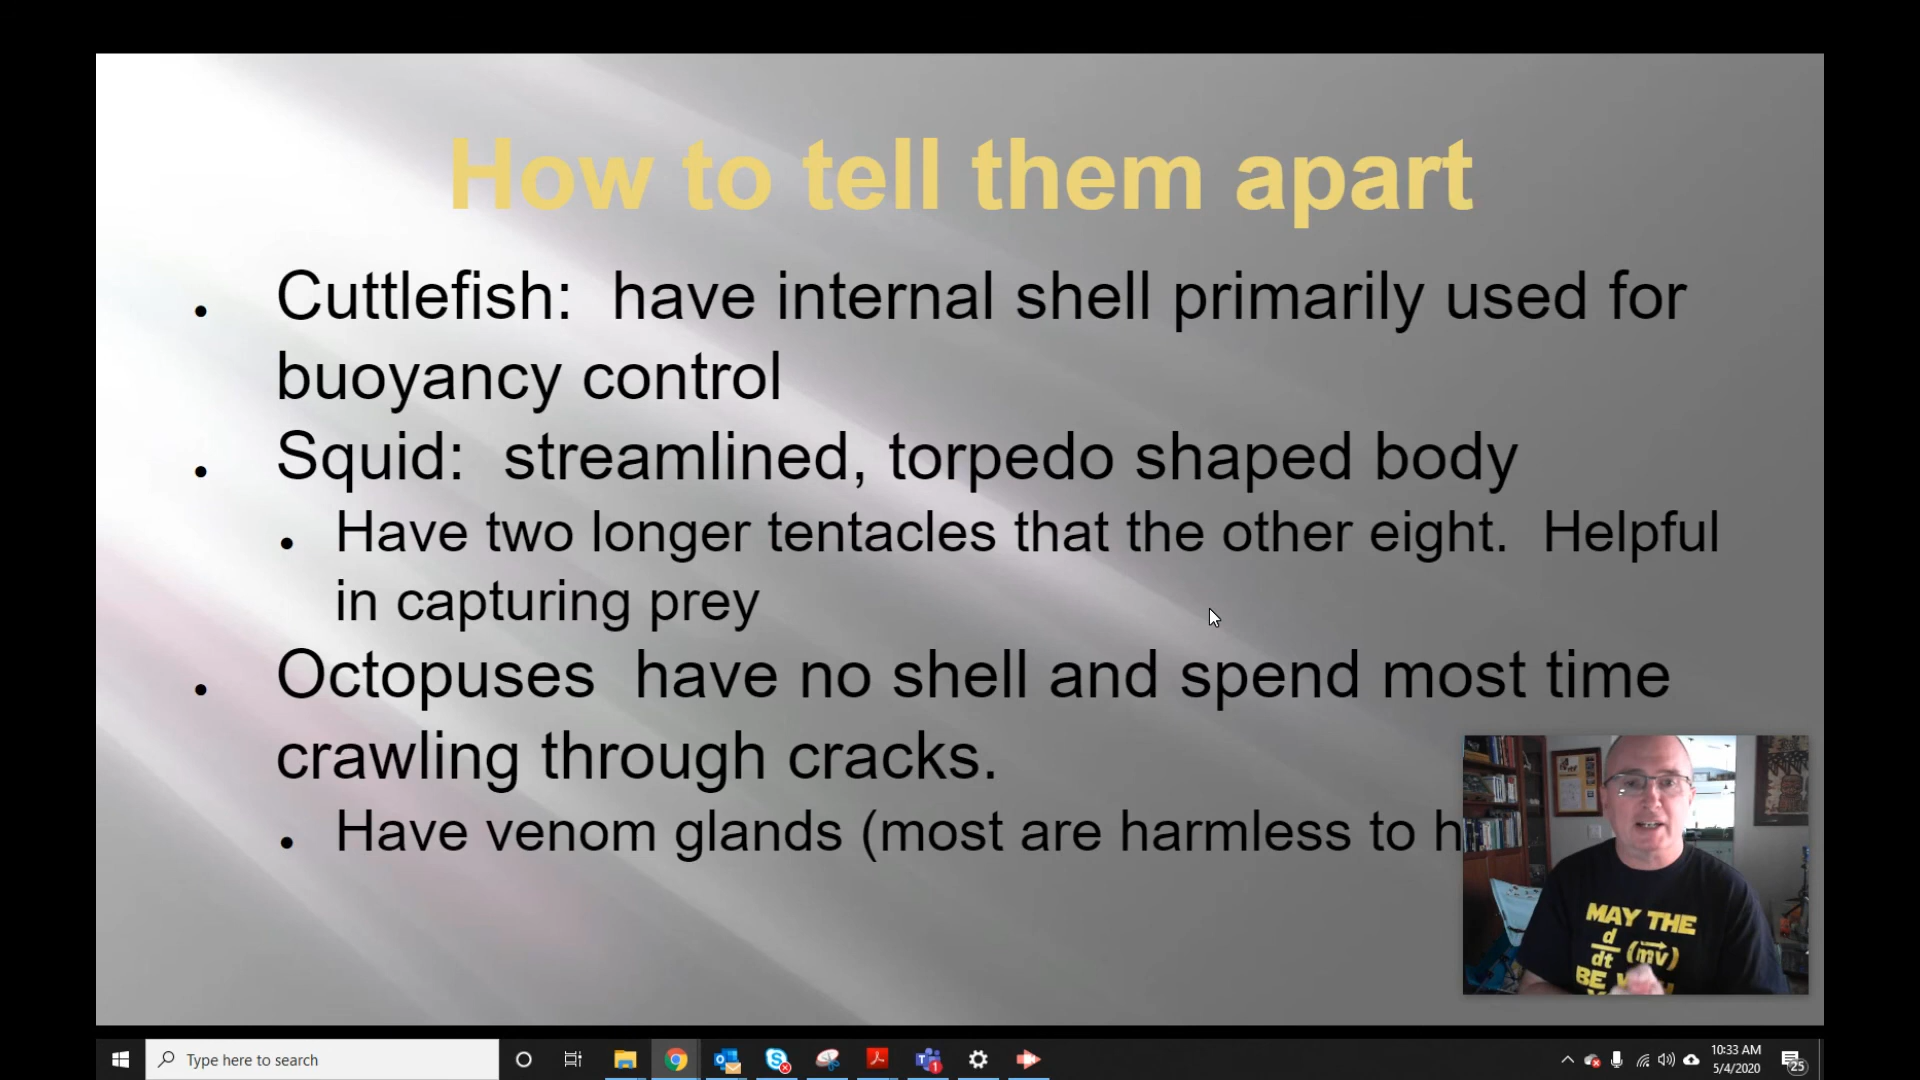 How to tell them apart
• Cuttlefish: have internal shell primarily used for
buoyancy control
• Squid: streamlined, torpedo shaped body
• Have two longer tentacles that the other eight. Helpful
in capturing prey
• Octopuses have no shell and spend most time
crawling through cracks.
• Have venom glands (most are harmless to h
MAY THE
d
dt
(mv)
BE
Type here to search
1
10:33 AM
5/4/2020
25